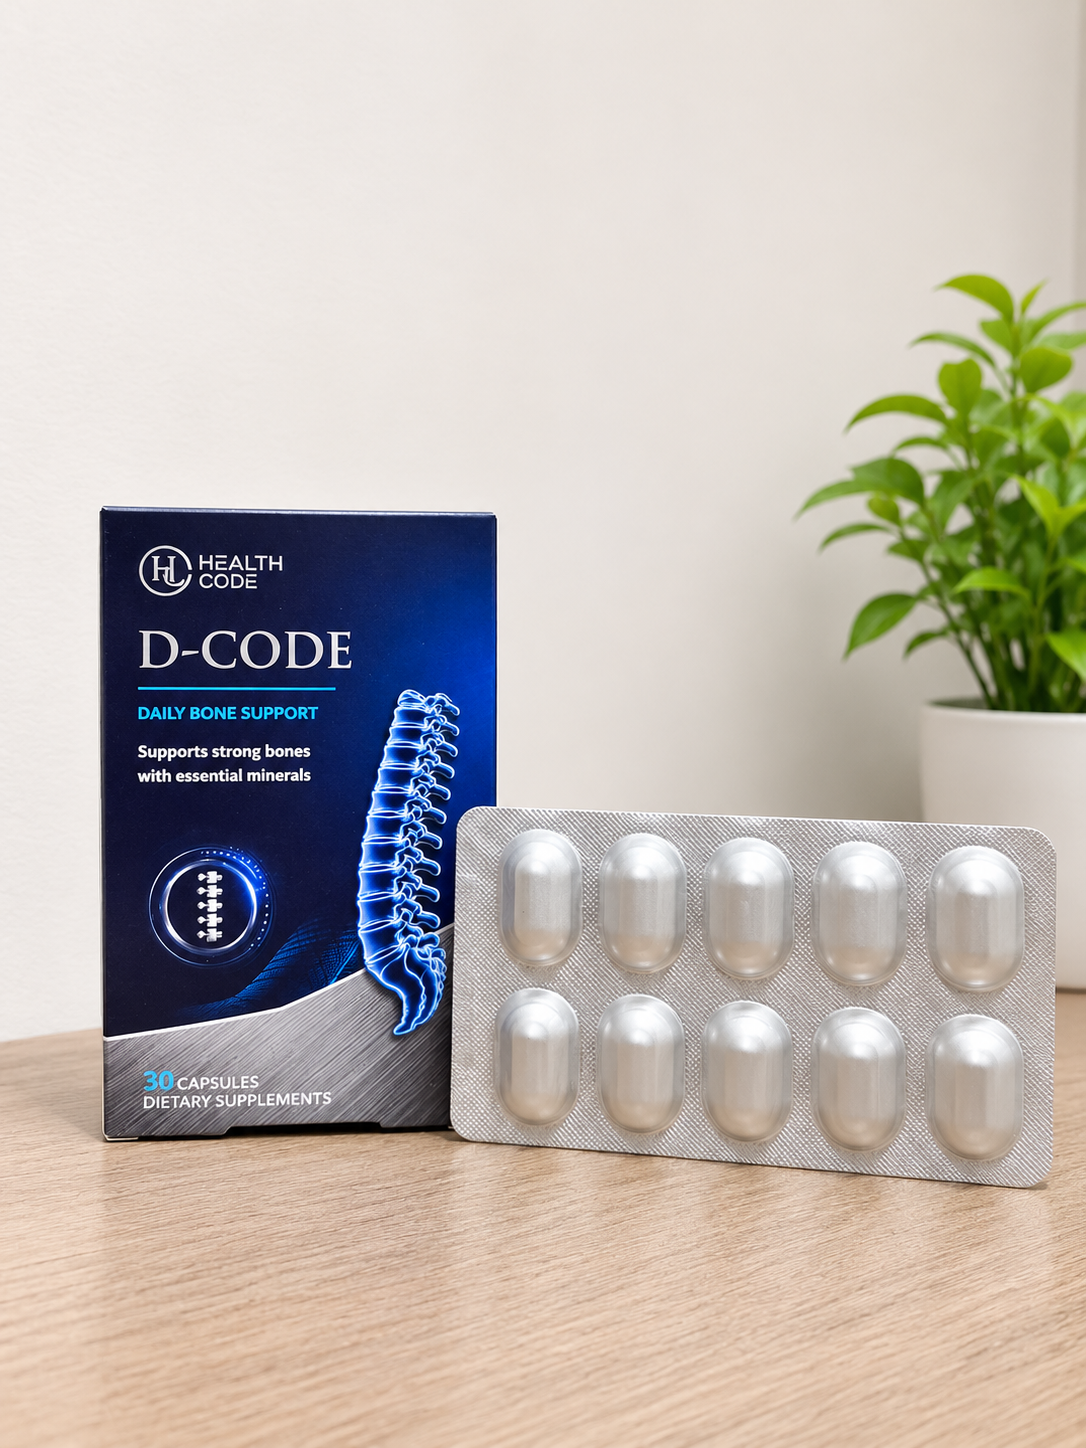 HEALTH
CODE
D-CODE
DAILY BONE SUPPORT
Supports strong bones
with essential minerals
30 CAPSULES
DIETARY SUPPLEMENTS